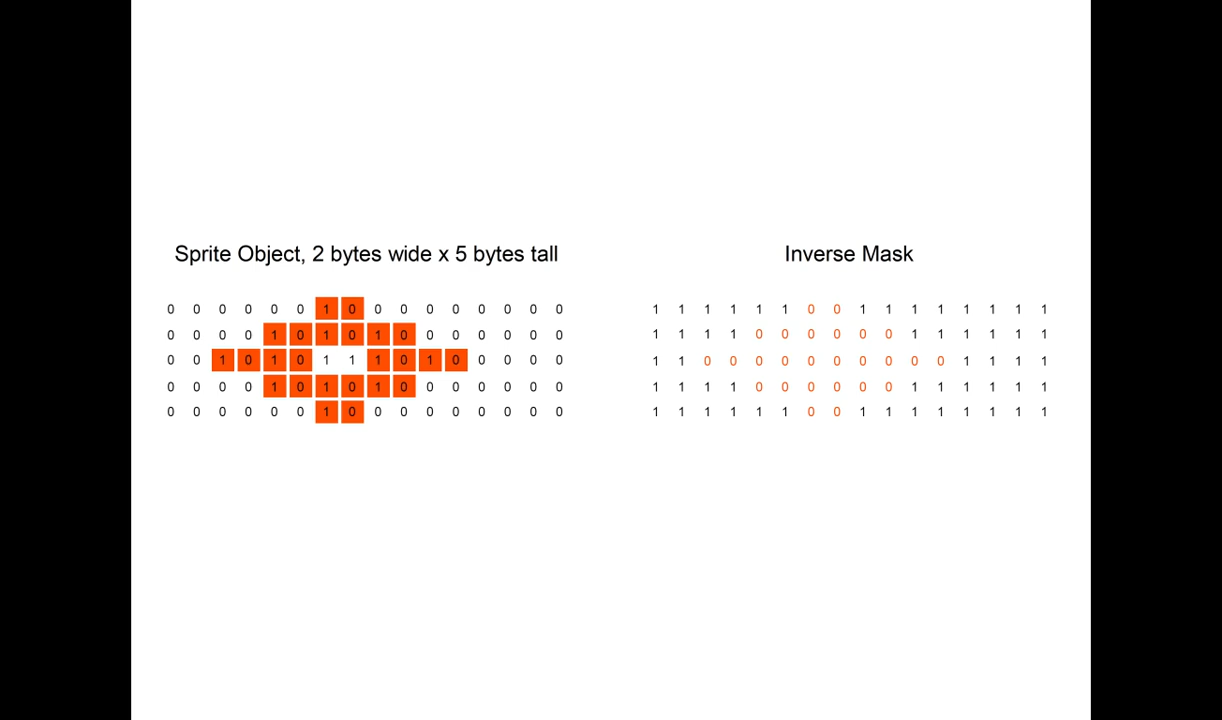 Sprite Object, 2 bytes wide x 5 bytes tall
Inverse Mask
0 0 0 0 0 0 1 0 0 0 0 0 0 0 0 0
0 0 0 0 1 0 1 0 1 0 0 0 0 0 0 0
0 0 1 0 1 0 1 1 1 0 1 0 0 0 0 0
0 0 0 0 1 0 1 0 1 0 0 0 0 0 0 0
0 0 0 0 0 0 1 0 0 0 0 0 0 0 0 0
1 1 1 1 1 1 0 0 1 1 1 1 1 1 1 1
1 1 1 1 0 0 0 0 0 0 1 1 1 1 1 1
1 1 0 0 0 0 0 0 0 0 0 0 1 1 1 1
1 1 1 1 0 0 0 0 0 0 1 1 1 1 1 1
1 1 1 1 1 1 0 0 1 1 1 1 1 1 1 1